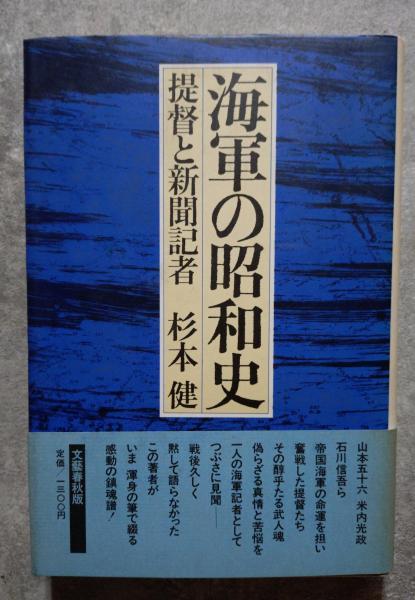 海軍の昭和史
提督と新聞記者
杉本健
山本五十六 米内光政
石川信吾ら
帝国海軍の命運を担い
奮戦した提督たち
その醇乎たる武人魂
偽らざる真情と苦悩を
一人の海軍記者として
つぶさに見聞——
戦後久しく
黙して語らなかった
この著者が
いま 渾身の筆で綴る
感動の鎮魂譜!
文藝春秋版
定価/一三〇〇円